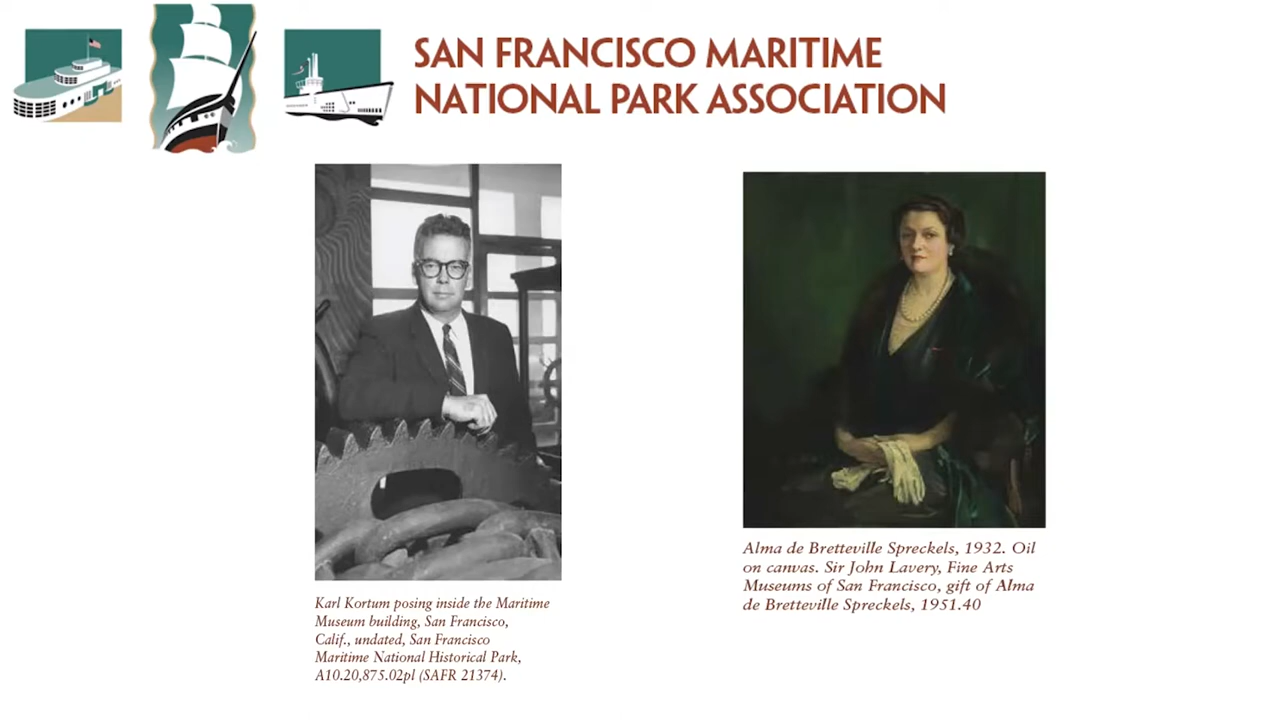 SAN FRANCISCO MARITIME
NATIONAL PARK ASSOCIATION
Karl Kortum posing inside the Maritime
Museum building, San Francisco,
Calif., undated, San Francisco
Maritime National Historical Park,
A10.20,875.02pl (SAFR 21374).
Alma de Bretteville Spreckels, 1932. Oil
on canvas. Sir John Lavery, Fine Arts
Museums of San Francisco, gift of Alma
de Bretteville Spreckels, 1951.40